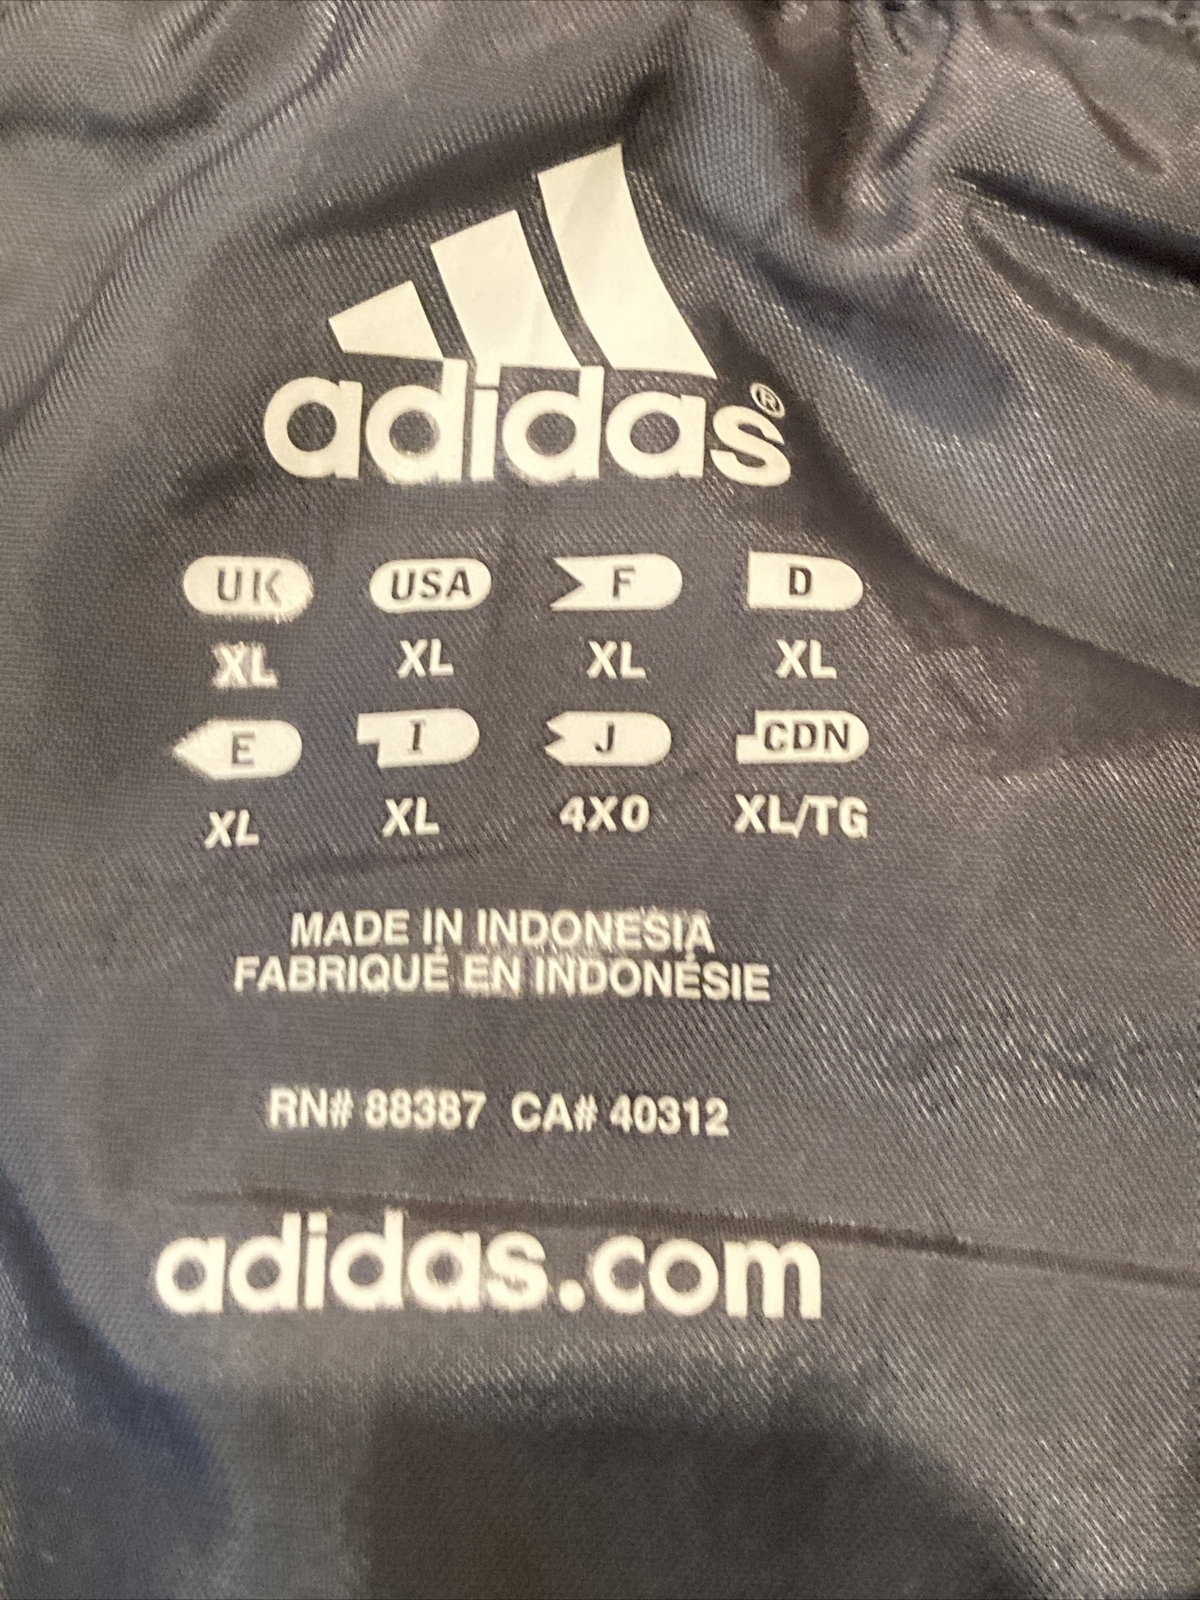 adidas®
UK USA F D
XL XL XL XL
E I J CDN
XL XL 4X0 XL/TG
MADE IN INDONESIA
FABRIQUÉ EN INDONÉSIE
RN# 88387 CA# 40312
adidas.com